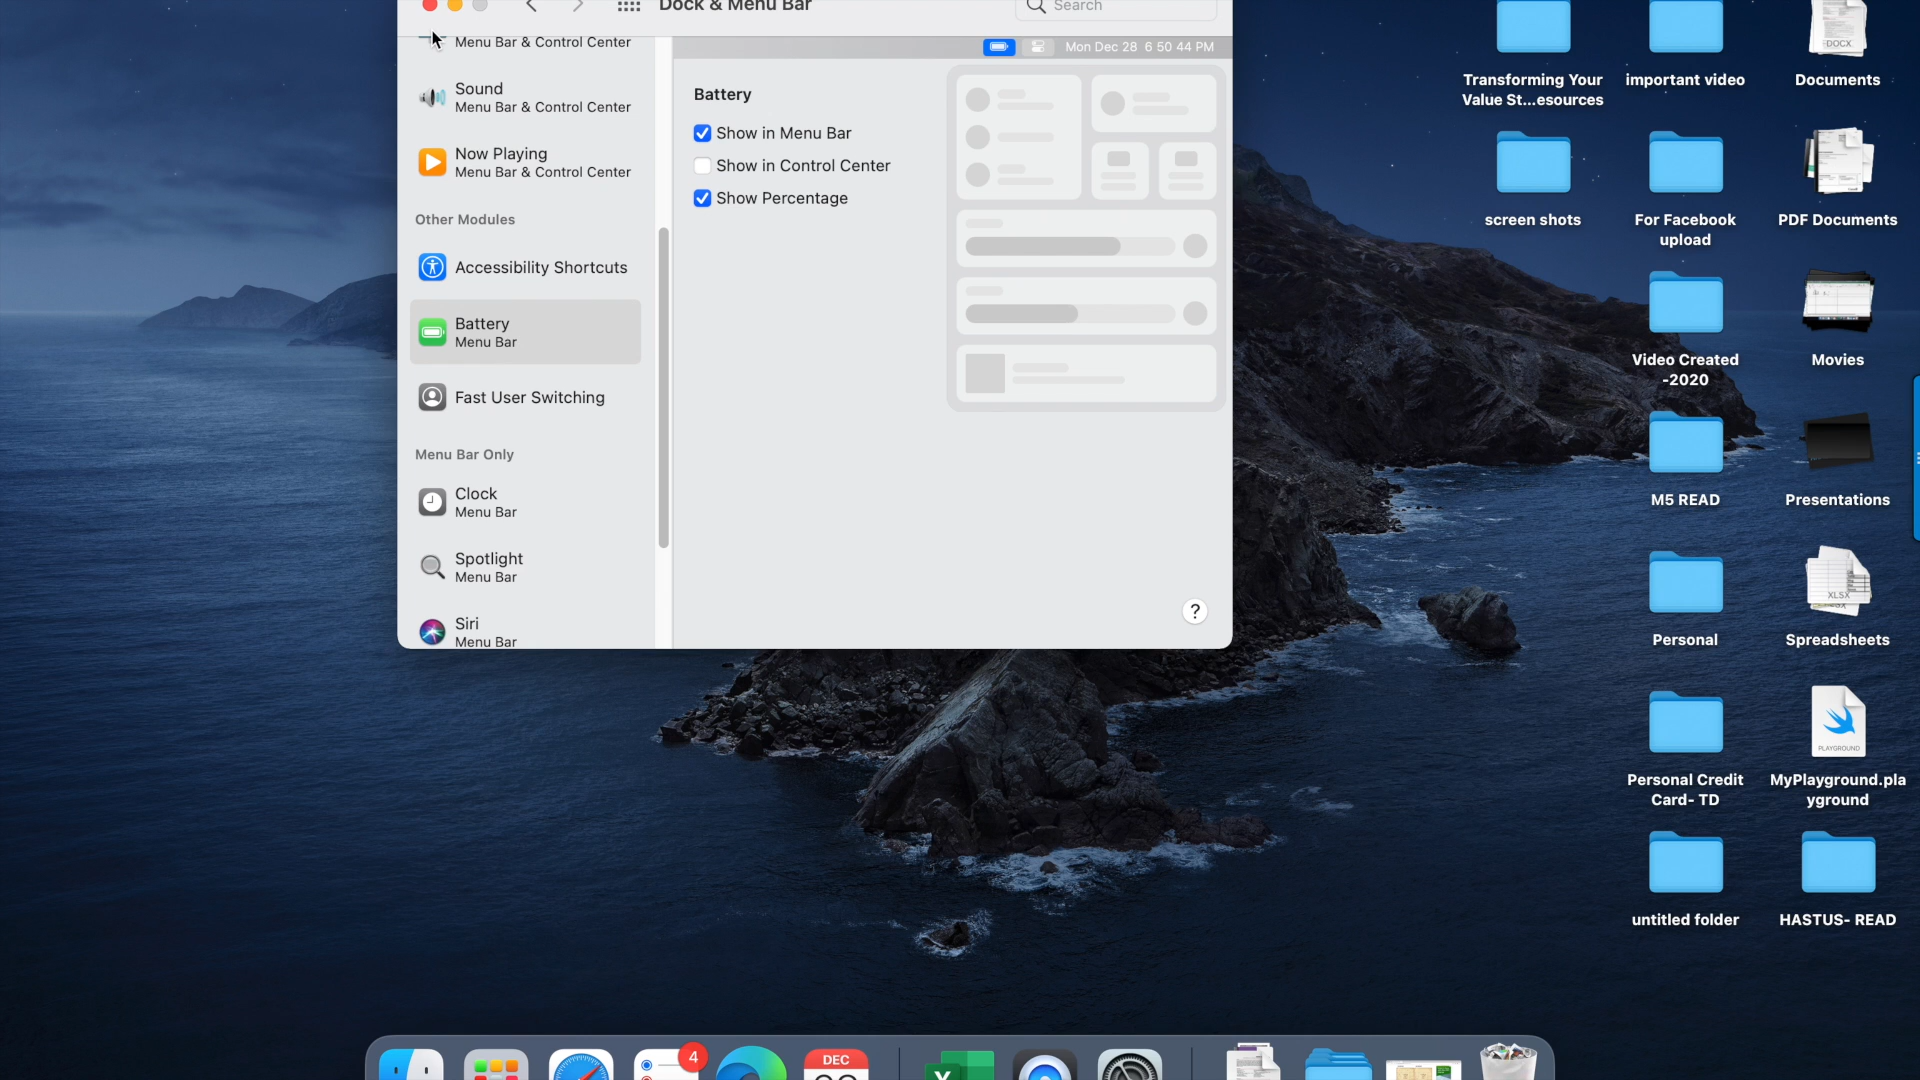 Dock & Menu Bar
Search
Menu Bar & Control Center
Sound
Menu Bar & Control Center
Now Playing
Menu Bar & Control Center
Other Modules
Accessibility Shortcuts
Battery
Menu Bar
Fast User Switching
Menu Bar Only
Clock
Menu Bar
Spotlight
Menu Bar
Siri
Menu Bar
Mon Dec 28 6 50 44 PM
Battery
Show in Menu Bar
Show in Control Center
Show Percentage
?
Transforming Your
Value St...esources
important video
DOCX
Documents
screen shots
For Facebook
upload
PDF Documents
Video Created
-2020
Movies
M5 READ
Presentations
Personal
XLSX
Spreadsheets
Personal Credit
Card- TD
PLAYGROUND
MyPlayground.pla
yground
untitled folder
HASTUS- READ
4
DEC
X